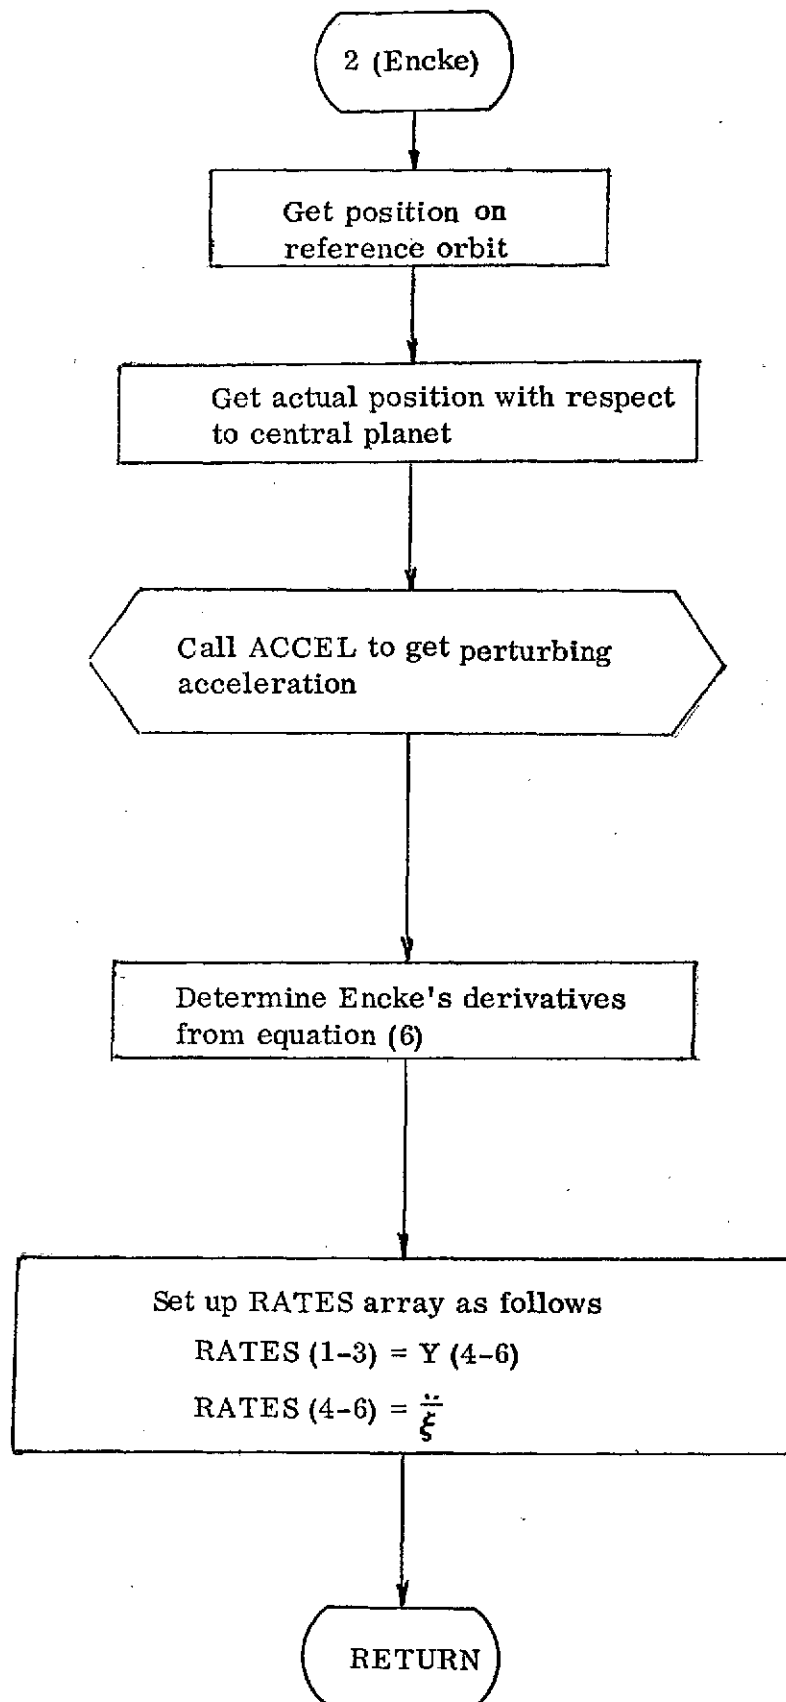 2 (Encke)
Get position on
reference orbit
Get actual position with respect
to central planet
Call ACCEL to get perturbing
acceleration
Determine Encke's derivatives
from equation (6)
Set up RATES array as follows
RATES (1-3) = Y (4-6)
RATES (4-6) = ξ̅̈
RETURN